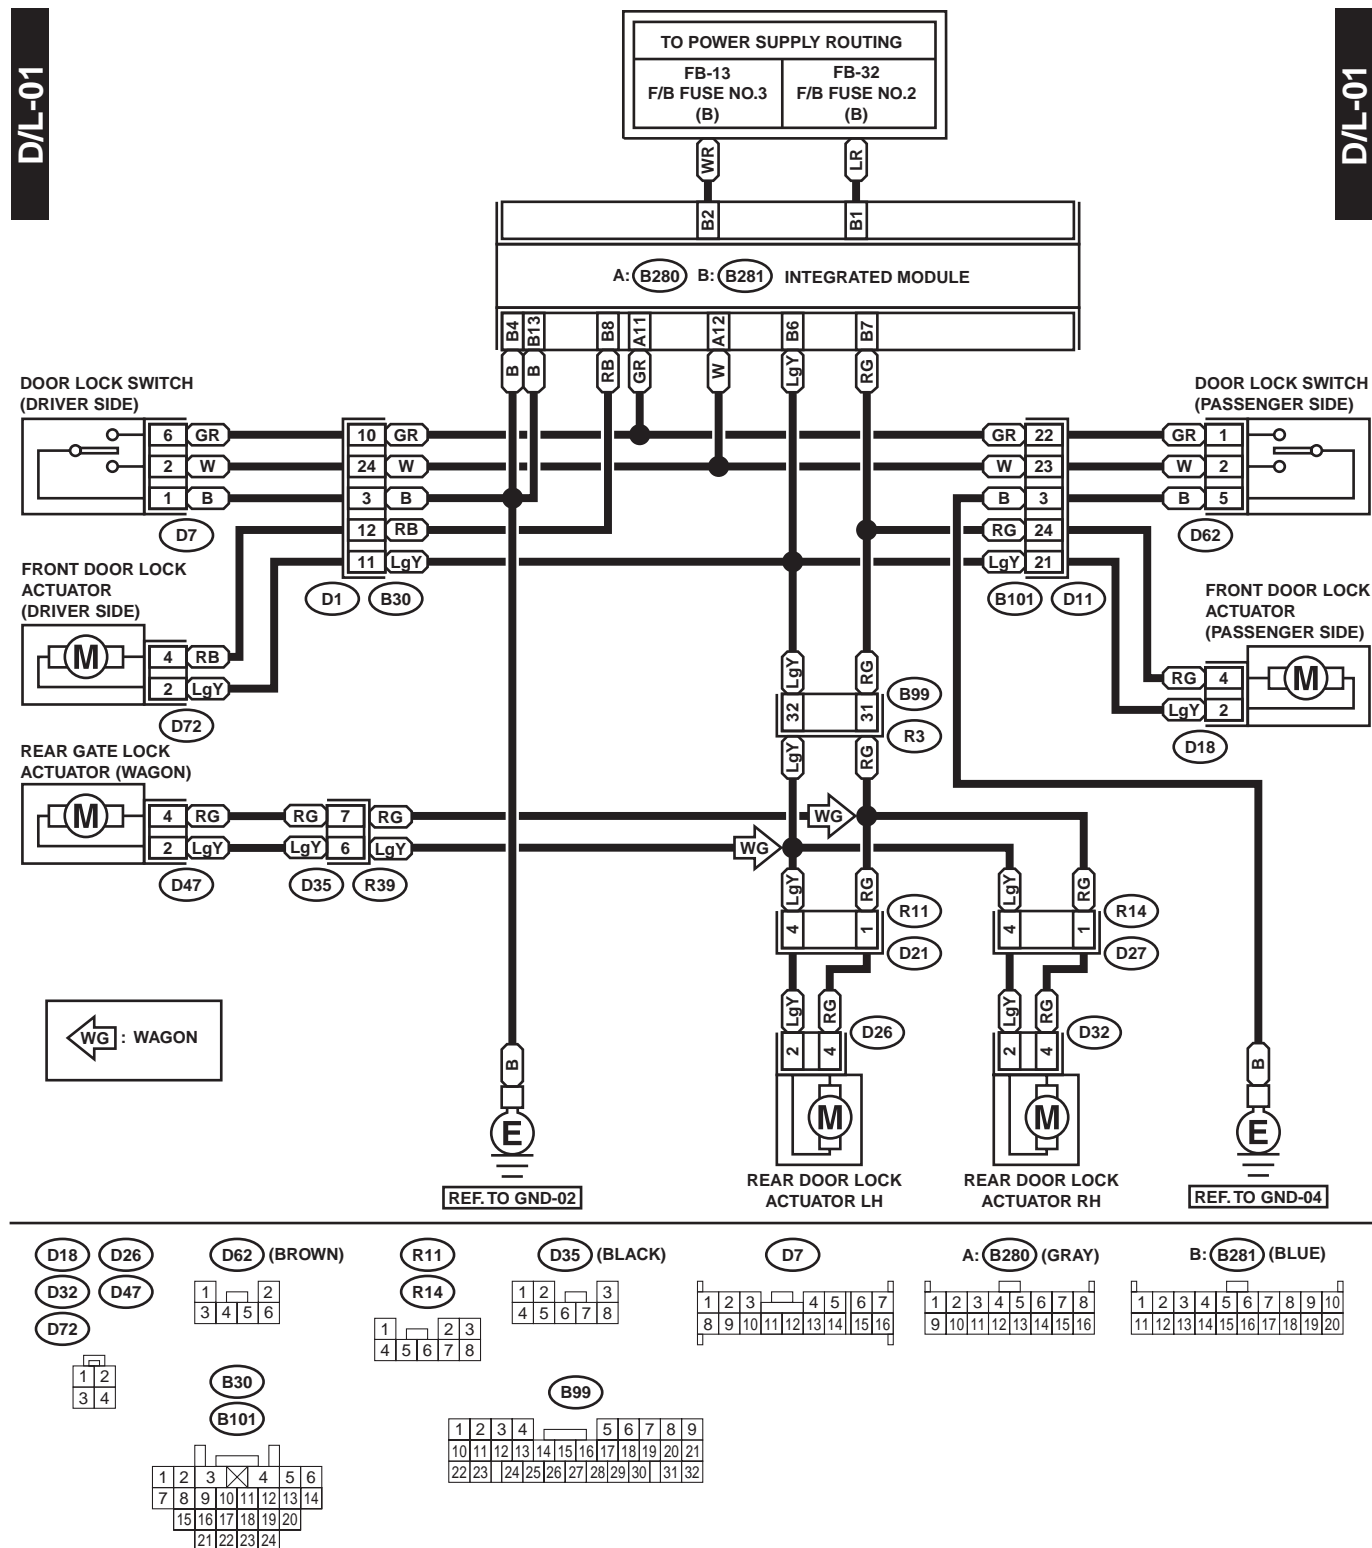 D/L-01
D/L-01
TO POWER SUPPLY ROUTING
FB-13
F/B FUSE NO.3
(B)
FB-32
F/B FUSE NO.2
(B)
WR
LR
B2
B1
A: B280 B: B281 INTEGRATED MODULE
B4
B13
B8
A11
A12
B6
B7
B
B
RB
GR
W
LgY
RG
DOOR LOCK SWITCH
(DRIVER SIDE)
6 GR
2 W
1 B
D7
10 GR
24 W
3 B
12 RB
11 LgY
D1 B30
GR 22
W 23
B 3
RG 24
LgY 21
B101 D11
DOOR LOCK SWITCH
(PASSENGER SIDE)
GR 1
W 2
B 5
D62
FRONT DOOR LOCK
ACTUATOR
(DRIVER SIDE)
M
4 RB
2 LgY
D72
FRONT DOOR LOCK
ACTUATOR
(PASSENGER SIDE)
RG 4
LgY 2
M
D18
LgY RG
32 31
B99
R3
LgY RG
REAR GATE LOCK
ACTUATOR (WAGON)
M
4 RG
2 LgY
D47
RG 7 RG
LgY 6 LgY
D35 R39
WG
WG
LgY RG
4 1
R11
D21
LgY RG
4 1
R14
D27
LgY RG
2 4
D26
M
REAR DOOR LOCK
ACTUATOR LH
LgY RG
2 4
D32
M
REAR DOOR LOCK
ACTUATOR RH
WG : WAGON
B
E
REF. TO GND-02
B
E
REF. TO GND-04
D18 D26
D32 D47
D72
1 2
3 4
D62 (BROWN)
1 2
3 4 5 6
R11
R14
1 2 3
4 5 6 7 8
D35 (BLACK)
1 2 3
4 5 6 7 8
D7
1 2 3 4 5 6 7
8 9 10 11 12 13 14 15 16
A: B280 (GRAY)
1 2 3 4 5 6 7 8
9 10 11 12 13 14 15 16
B: B281 (BLUE)
1 2 3 4 5 6 7 8 9 10
11 12 13 14 15 16 17 18 19 20
B30
B101
1 2 3 4 5 6
7 8 9 10 11 12 13 14
15 16 17 18 19 20
21 22 23 24
B99
1 2 3 4 5 6 7 8 9
10 11 12 13 14 15 16 17 18 19 20 21
22 23 24 25 26 27 28 29 30 31 32